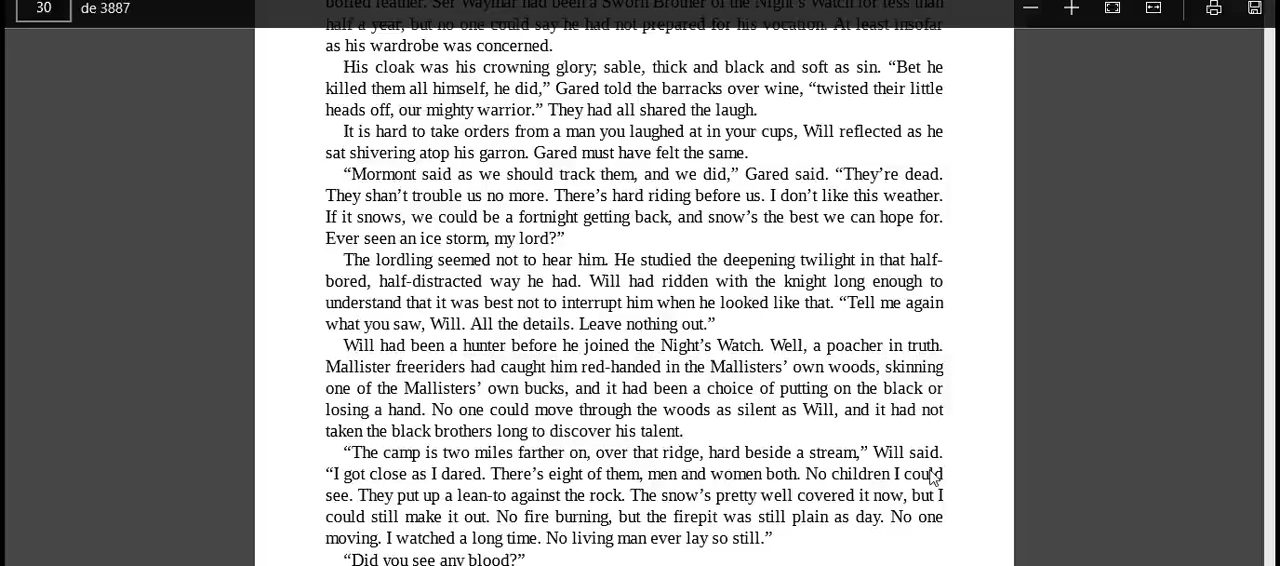 30 de 3887
boiled leather. Ser Waymar had been a Sworn Brother of the Night’s Watch for less than
half a year, but no one could say he had not prepared for his vocation. At least insofar
as his wardrobe was concerned.
His cloak was his crowning glory; sable, thick and black and soft as sin. “Bet he
killed them all himself, he did,” Gared told the barracks over wine, “twisted their little
heads off, our mighty warrior.” They had all shared the laugh.
It is hard to take orders from a man you laughed at in your cups, Will reflected as he
sat shivering atop his garron. Gared must have felt the same.
“Mormont said as we should track them, and we did,” Gared said. “They’re dead.
They shan’t trouble us no more. There’s hard riding before us. I don’t like this weather.
If it snows, we could be a fortnight getting back, and snow’s the best we can hope for.
Ever seen an ice storm, my lord?”
The lordling seemed not to hear him. He studied the deepening twilight in that half-
bored, half-distracted way he had. Will had ridden with the knight long enough to
understand that it was best not to interrupt him when he looked like that. “Tell me again
what you saw, Will. All the details. Leave nothing out.”
Will had been a hunter before he joined the Night’s Watch. Well, a poacher in truth.
Mallister freeriders had caught him red-handed in the Mallisters’ own woods, skinning
one of the Mallisters’ own bucks, and it had been a choice of putting on the black or
losing a hand. No one could move through the woods as silent as Will, and it had not
taken the black brothers long to discover his talent.
“The camp is two miles farther on, over that ridge, hard beside a stream,” Will said.
“I got close as I dared. There’s eight of them, men and women both. No children I could
see. They put up a lean-to against the rock. The snow’s pretty well covered it now, but I
could still make it out. No fire burning, but the firepit was still plain as day. No one
moving. I watched a long time. No living man ever lay so still.”
“Did you see any blood?”